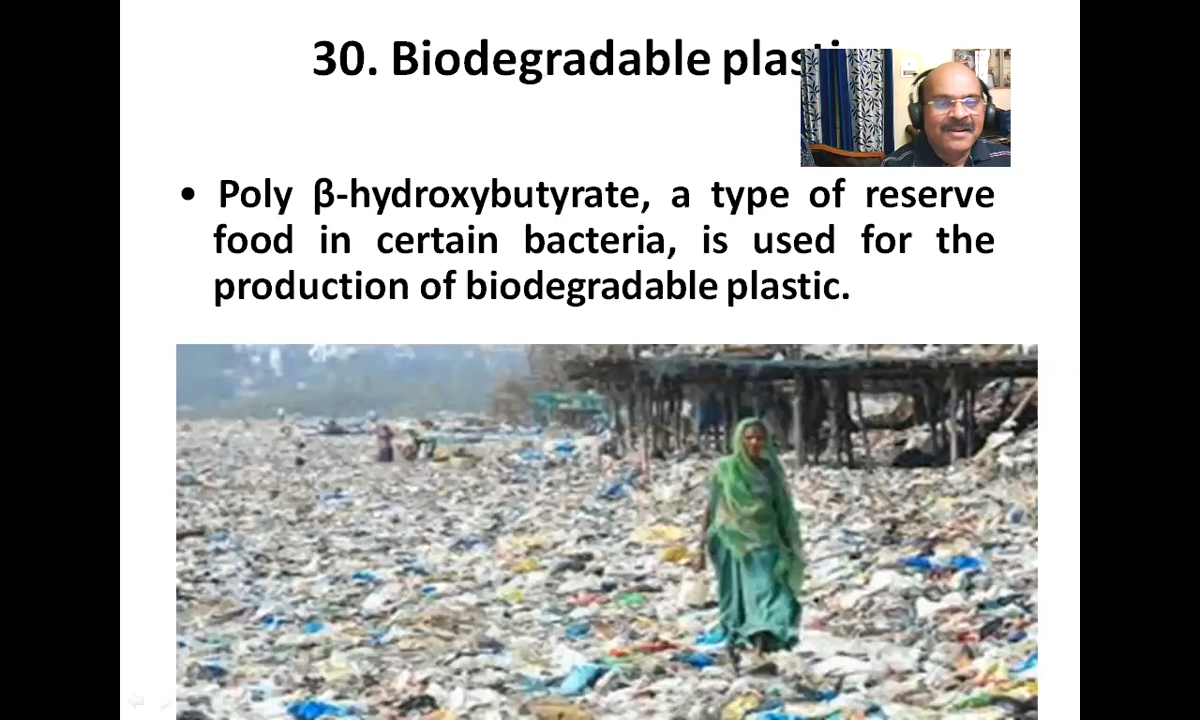 30. Biodegradable
• Poly β-hydroxybutyrate, a type of reserve
food in certain bacteria, is used for the
production of biodegradable plastic.